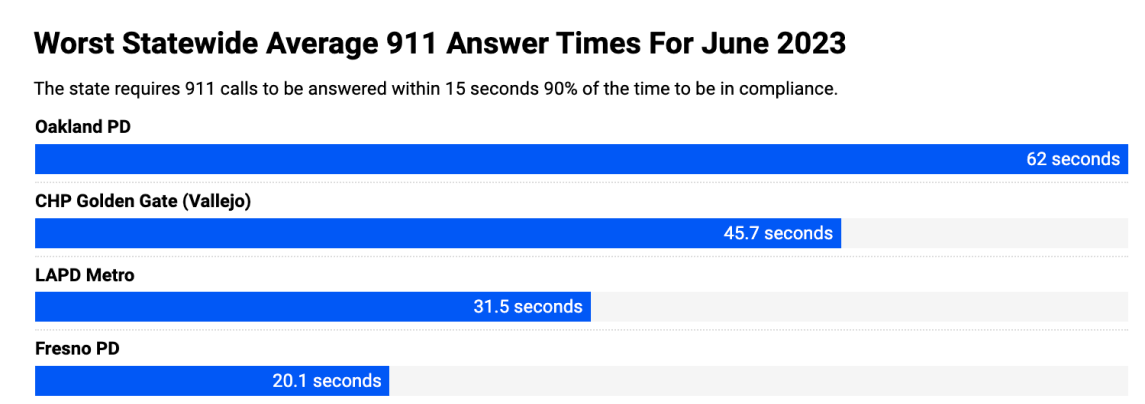 Worst Statewide Average 911 Answer Times For June 2023
The state requires 911 calls to be answered within 15 seconds 90% of the time to be in compliance.
Oakland PD
62 seconds
CHP Golden Gate (Vallejo)
45.7 seconds
LAPD Metro
31.5 seconds
Fresno PD
20.1 seconds